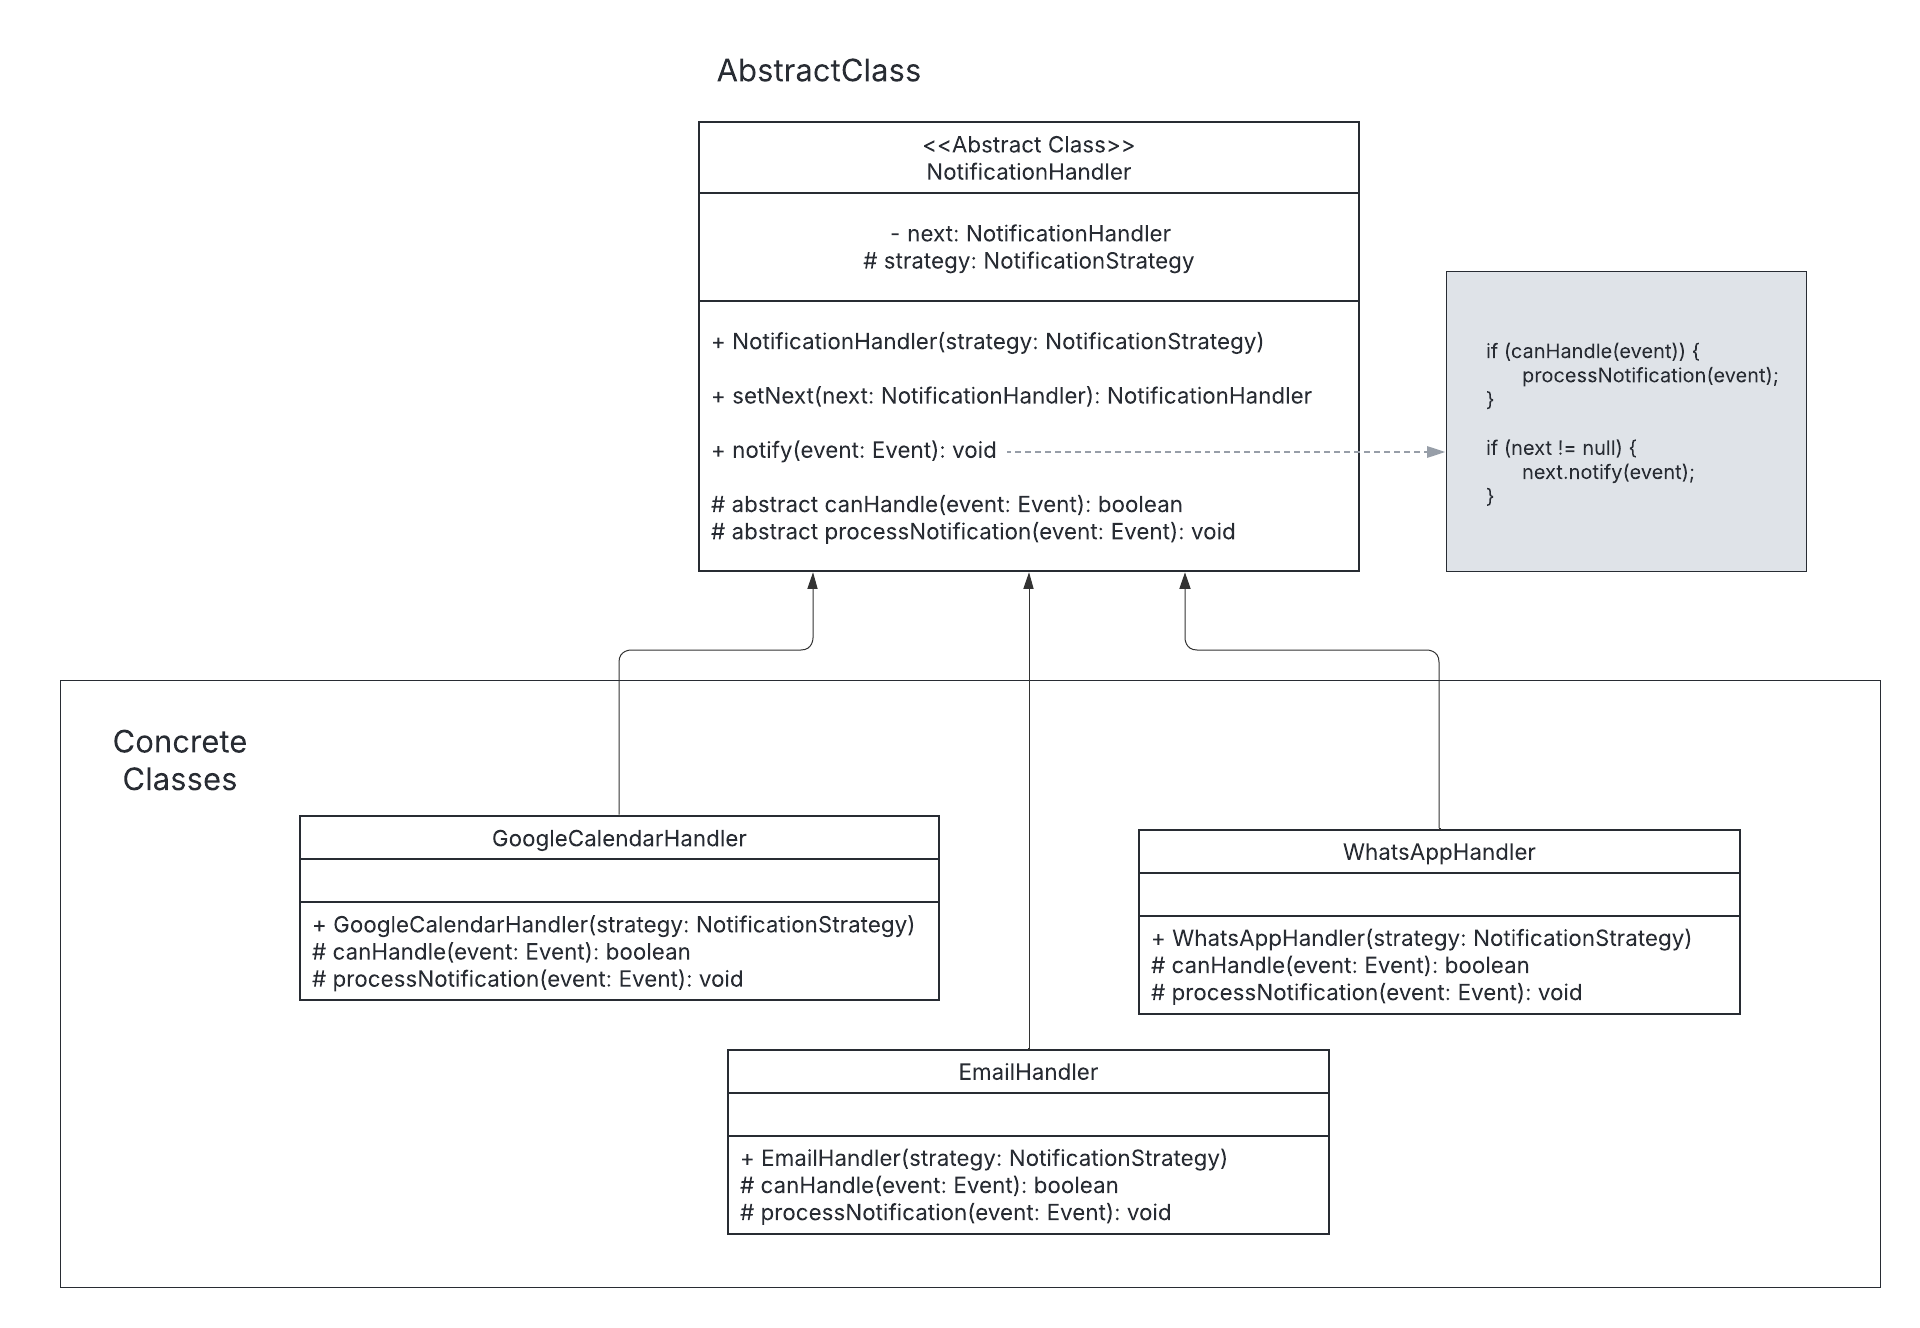 AbstractClass
<<Abstract Class>>
NotificationHandler
- next: NotificationHandler
# strategy: NotificationStrategy
+ NotificationHandler(strategy: NotificationStrategy)
+ setNext(next: NotificationHandler): NotificationHandler
+ notify(event: Event): void
# abstract canHandle(event: Event): boolean
# abstract processNotification(event: Event): void
if (canHandle(event)) {
processNotification(event);
}
if (next != null) {
next.notify(event);
}
Concrete
Classes
GoogleCalendarHandler
+ GoogleCalendarHandler(strategy: NotificationStrategy)
# canHandle(event: Event): boolean
# processNotification(event: Event): void
WhatsAppHandler
+ WhatsAppHandler(strategy: NotificationStrategy)
# canHandle(event: Event): boolean
# processNotification(event: Event): void
EmailHandler
+ EmailHandler(strategy: NotificationStrategy)
# canHandle(event: Event): boolean
# processNotification(event: Event): void